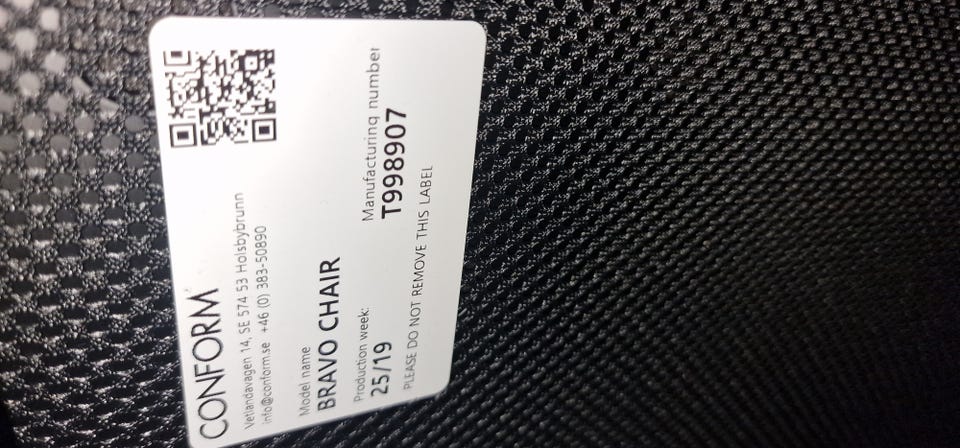 CONFORM
Vetlandavägen 14, SE 574 53 Holsbybrunn
info@conform.se +46 (0) 383-50890
Model name
BRAVO CHAIR
Production week:
25/19
Manufacturing number
T998907
PLEASE DO NOT REMOVE THIS LABEL